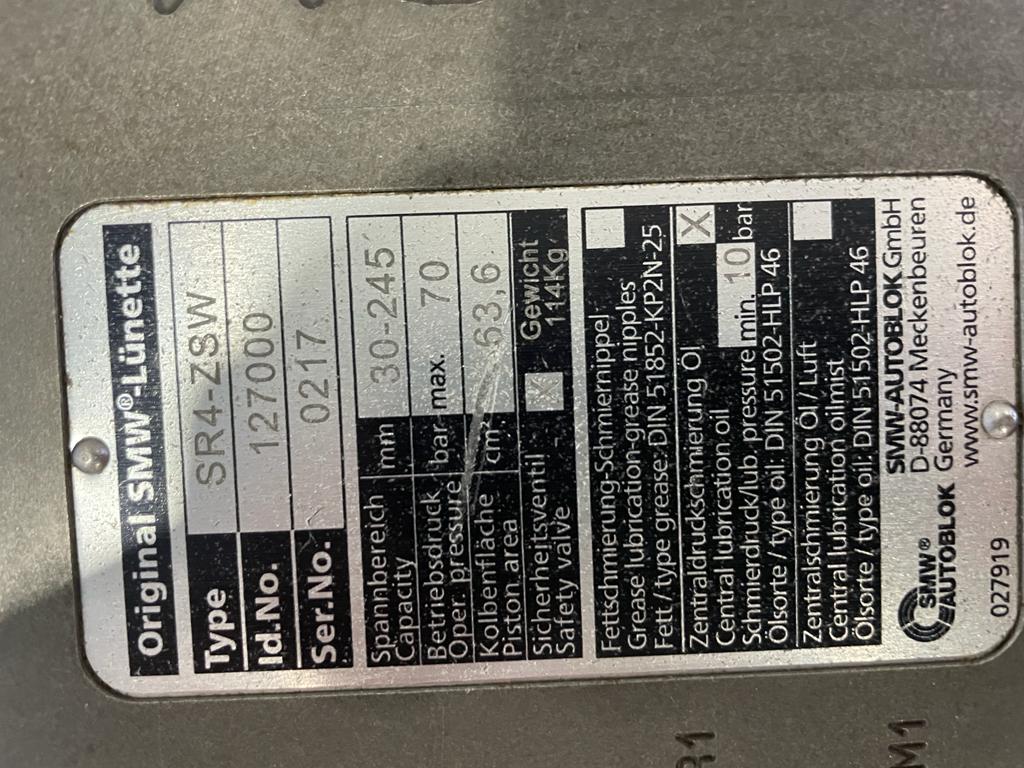 Original SMW®-Lünette
Type SR4-ZSW
Id.No. 127000
Ser.No. 0217
Spannbereich
Capacity mm 30-245
Betriebsdruck
Oper. pressure bar max. 70
Kolbenfläche
Piston area cm² 63,6
Sicherheitsventil
Safety valve X Gewicht
114Kg
Fettschmierung-Schmiernippel
Grease lubrication-grease nipples
Fett/type grease:DIN 51852-KP2N-25
Zentraldruckschmierung Öl X
Central lubrication oil
Schmierdruck/lub. pressure min. 10 bar
Ölsorte/type oil: DIN 51502-HLP 46
Zentralschmierung Öl/Luft
Central lubrication oilmist
Ölsorte/type oil: DIN 51502-HLP 46
SMW®
AUTOBLOK
SMW-AUTOBLOK GmbH
D-88074 Meckenbeuren
Germany
www.smw-autoblok.de
027919
R1
M1